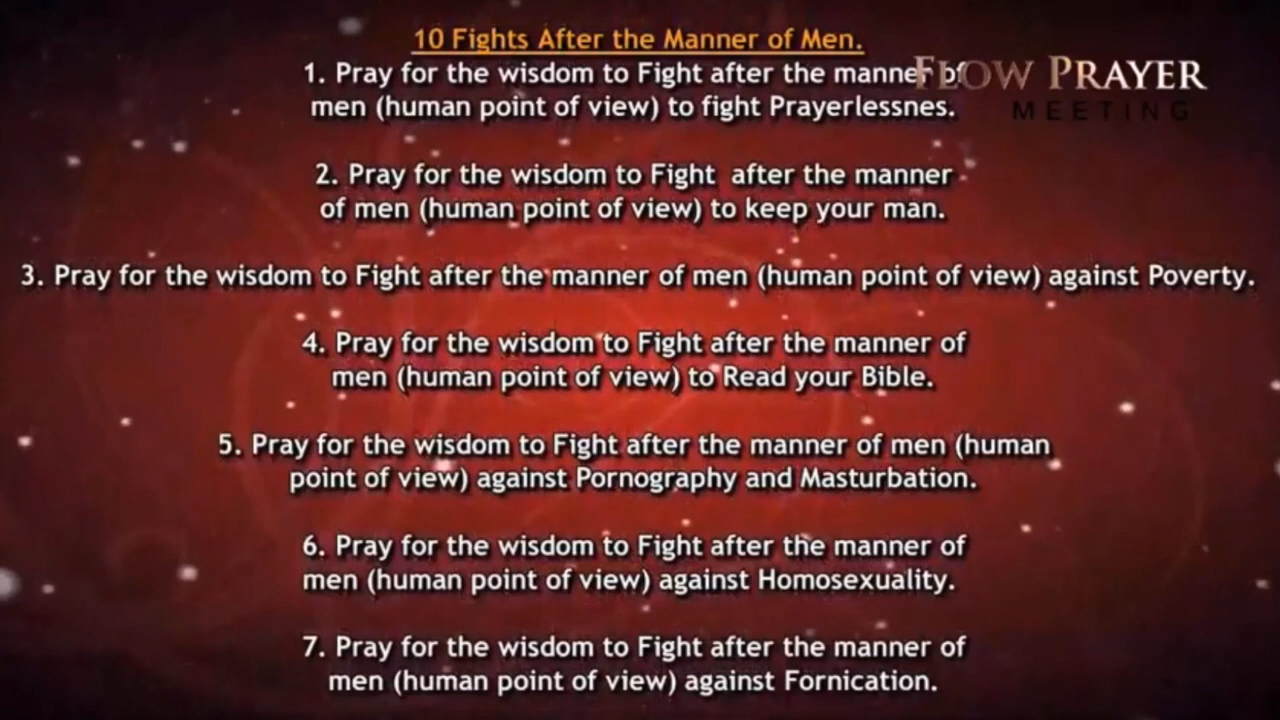 10 Fights After the Manner of Men.
1. Pray for the wisdom to Fight after the manner of
men (human point of view) to fight Prayerlessnes.
FLOW PRAYER
MEETING
2. Pray for the wisdom to Fight after the manner
of men (human point of view) to keep your man.
3. Pray for the wisdom to Fight after the manner of men (human point of view) against Poverty.
4. Pray for the wisdom to Fight after the manner of
men (human point of view) to Read your Bible.
5. Pray for the wisdom to Fight after the manner of men (human
point of view) against Pornography and Masturbation.
6. Pray for the wisdom to Fight after the manner of
men (human point of view) against Homosexuality.
7. Pray for the wisdom to Fight after the manner of
men (human point of view) against Fornication.